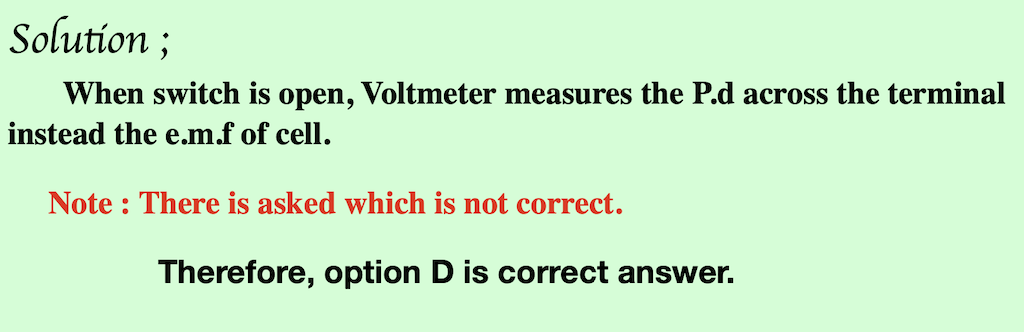 Solution ;
When switch is open, Voltmeter measures the P.d across the terminal
instead the e.m.f of cell.
Note : There is asked which is not correct.
Therefore, option D is correct answer.